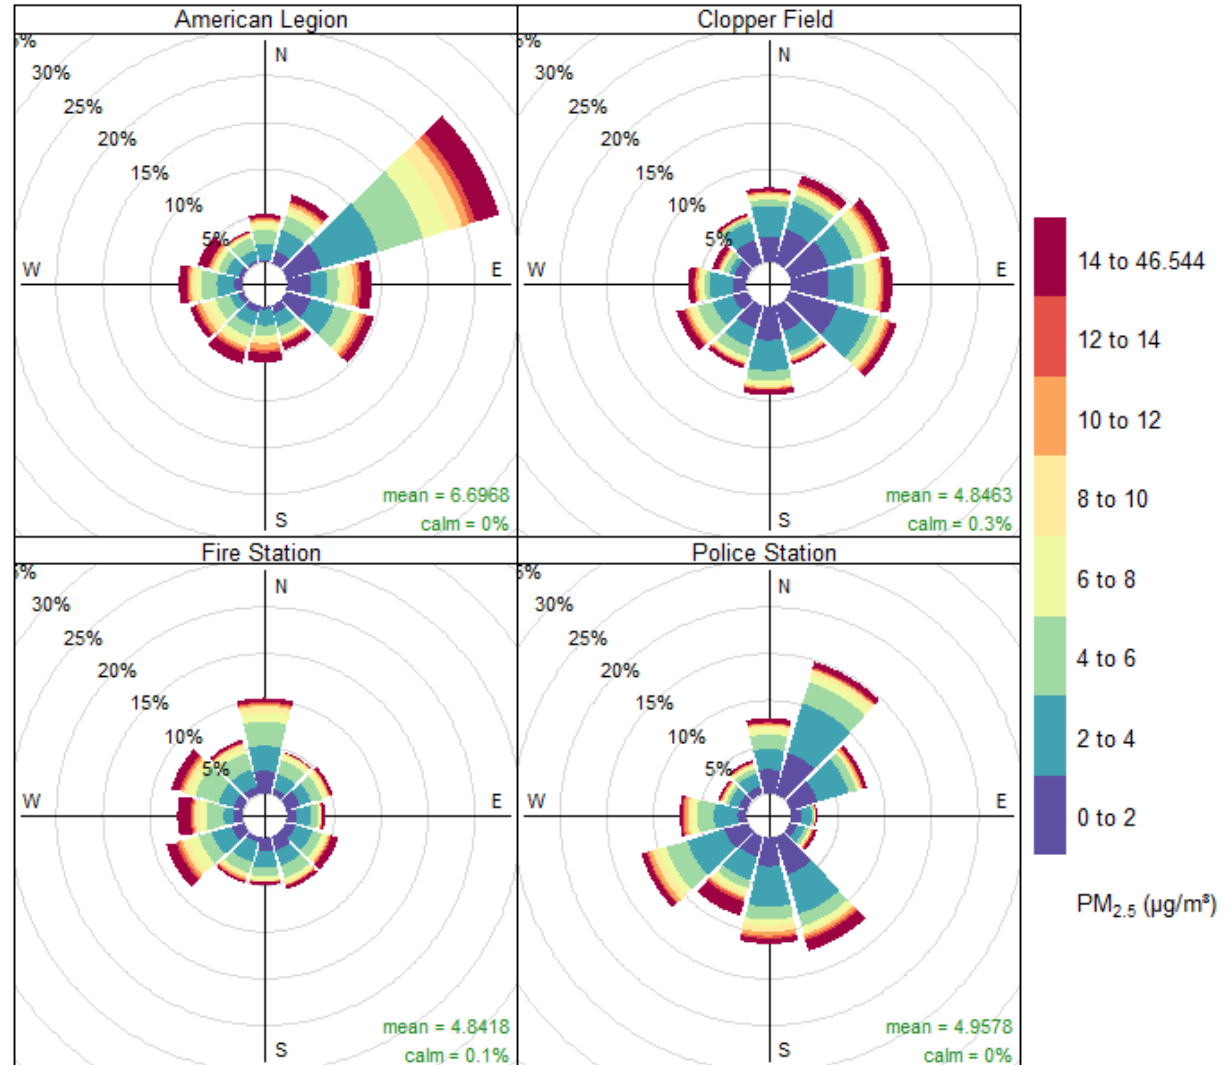 American Legion
5%
30%
25%
20%
15%
10%
5%
N
W
E
S
mean = 6.6968
calm = 0%
Clopper Field
5%
30%
25%
20%
15%
10%
5%
N
W
E
S
mean = 4.8463
calm = 0.3%
Fire Station
5%
30%
25%
20%
15%
10%
5%
N
W
E
S
mean = 4.8418
calm = 0.1%
Police Station
5%
30%
25%
20%
15%
10%
5%
N
W
E
S
mean = 4.9578
calm = 0%
14 to 46.544
12 to 14
10 to 12
8 to 10
6 to 8
4 to 6
2 to 4
0 to 2
PM2.5 (µg/m³)